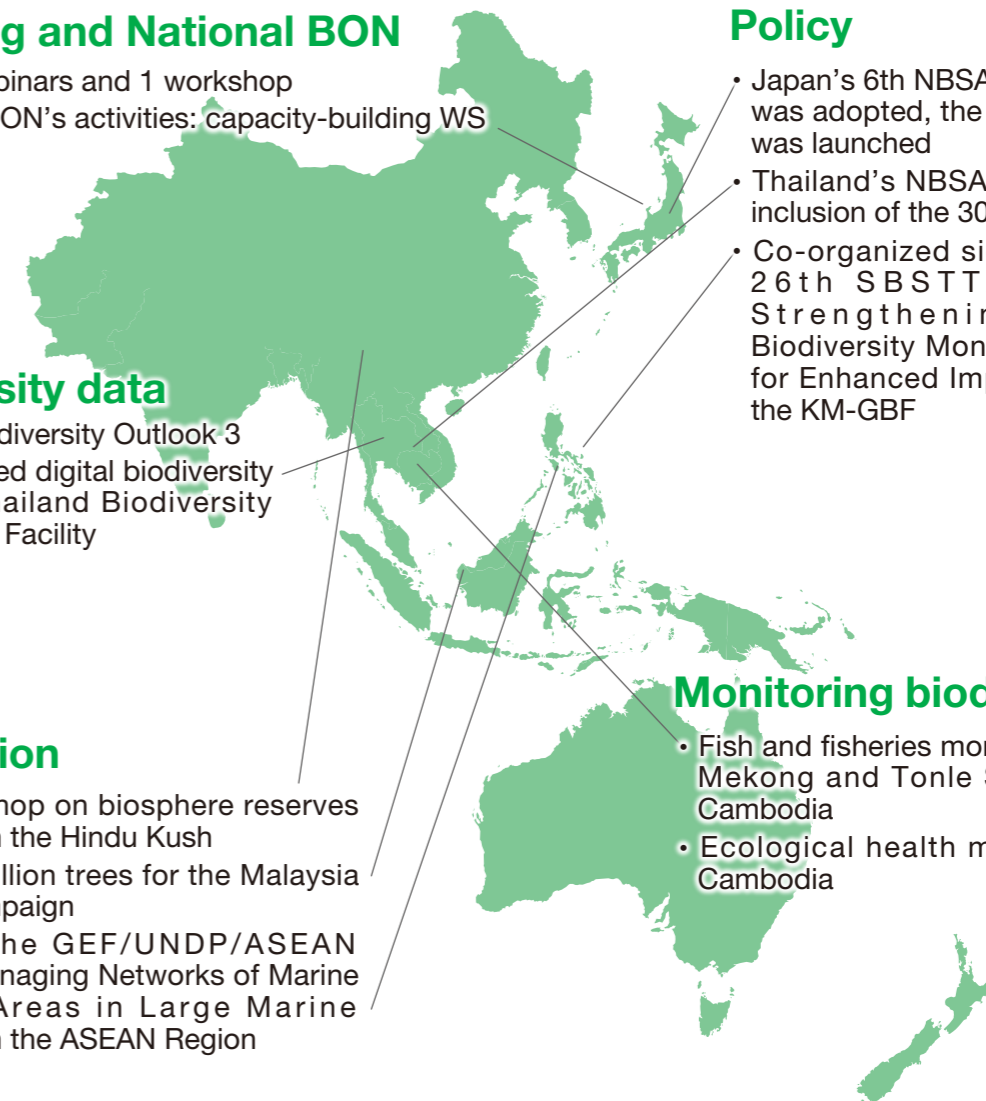 g and National BON
binars and 1 workshop
ON's activities: capacity-building WS
Policy
• Japan's 6th NBSA
was adopted, the
was launched
• Thailand's NBSA
inclusion of the 30
• Co-organized si
26th SBSTT
Strengthenin
Biodiversity Mon
for Enhanced Imp
the KM-GBF
sity data
diversity Outlook 3
ed digital biodiversity
hailand Biodiversity
Facility
ion
hop on biosphere reserves
n the Hindu Kush
llion trees for the Malaysia
paign
he GEF/UNDP/ASEAN
naging Networks of Marine
Areas in Large Marine
n the ASEAN Region
Monitoring biod
• Fish and fisheries mon
Mekong and Tonle S
Cambodia
• Ecological health m
Cambodia